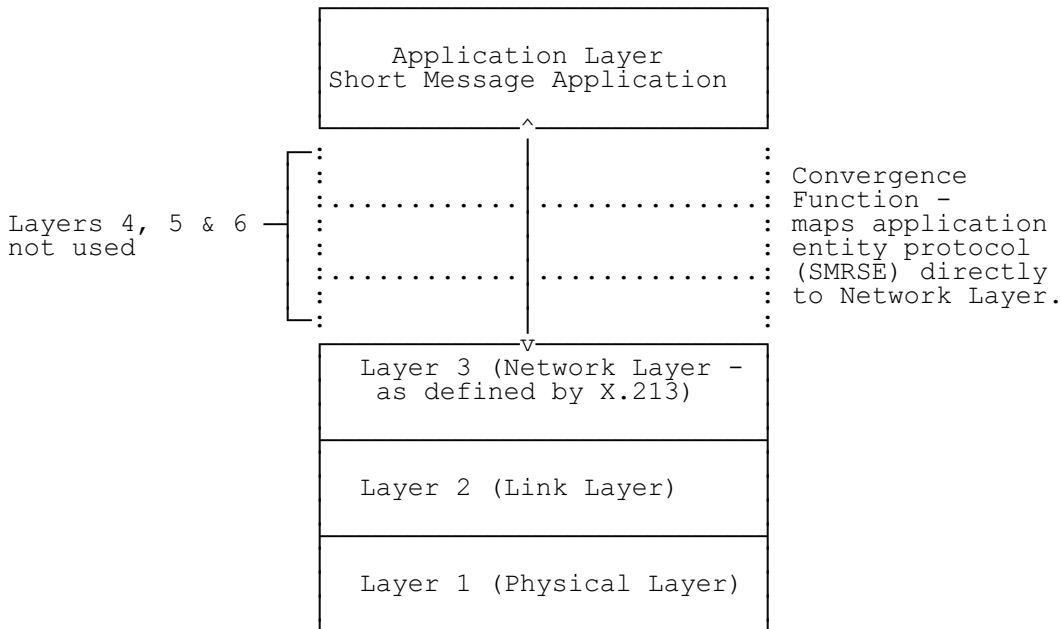 Application Layer
Short Message Application
Layers 4, 5 & 6
not used
Convergence
Function -
maps application
entity protocol
(SMRSE) directly
to Network Layer.
Layer 3 (Network Layer -
as defined by X.213)
Layer 2 (Link Layer)
Layer 1 (Physical Layer)